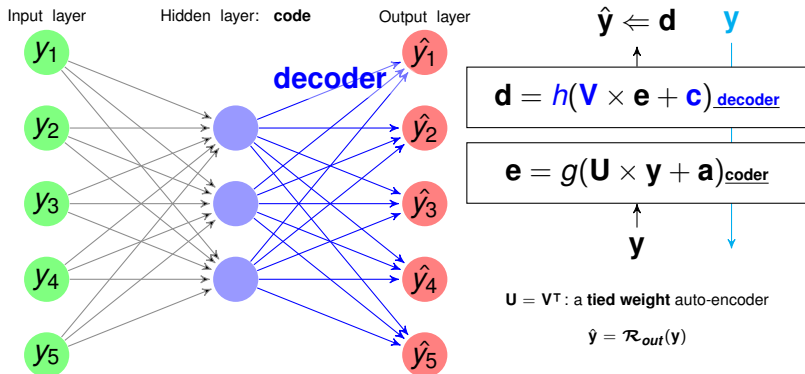 Input layer
Hidden layer: code
Output layer
y1
y2
y3
y4
y5
decoder
ŷ1
ŷ2
ŷ3
ŷ4
ŷ5
ŷ ⇐ d
y
d = h(V × e + c) decoder
e = g(U × y + a) coder
y
U = Vᵀ: a tied weight auto-encoder
ŷ = 𝓡out(y)